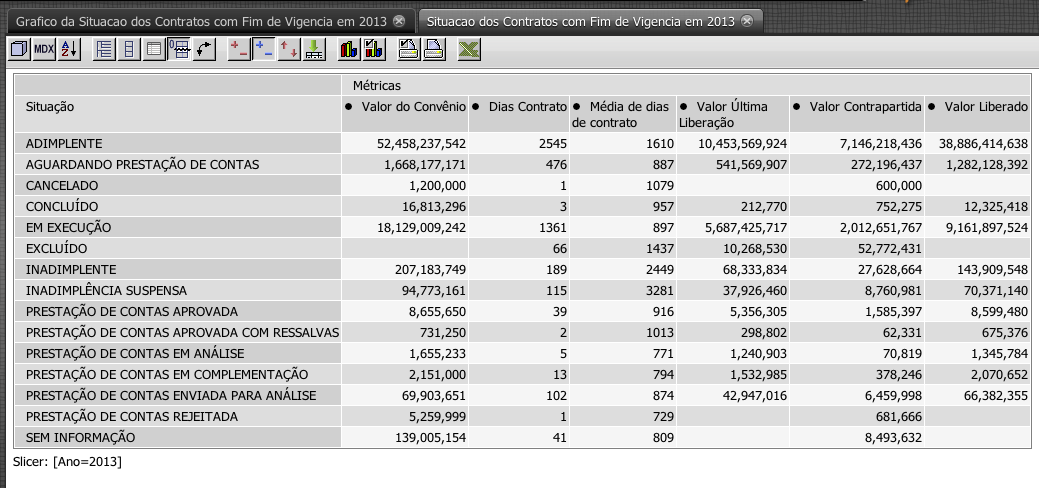 Grafico da Situacao dos Contratos com Fim de Vigencia em 2013 Situacao dos Contratos com Fim de Vigencia em 2013
MDX A Z
Métricas
Situação Valor do Convênio Dias Contrato Média de dias de contrato Valor Última Liberação Valor Contrapartida Valor Liberado
ADIMPLENTE 52,458,237,542 2545 1610 10,453,569,924 7,146,218,436 38,886,414,638
AGUARDANDO PRESTAÇÃO DE CONTAS 1,668,177,171 476 887 541,569,907 272,196,437 1,282,128,392
CANCELADO 1,200,000 1 1079 600,000
CONCLUÍDO 16,813,296 3 957 212,770 752,275 12,325,418
EM EXECUÇÃO 18,129,009,242 1361 897 5,687,425,717 2,012,651,767 9,161,897,524
EXCLUÍDO 66 1437 10,268,530 52,772,431
INADIMPLENTE 207,183,749 189 2449 68,333,834 27,628,664 143,909,548
INADIMPLÊNCIA SUSPENSA 94,773,161 115 3281 37,926,460 8,760,981 70,371,140
PRESTAÇÃO DE CONTAS APROVADA 8,655,650 39 916 5,356,305 1,585,397 8,599,480
PRESTAÇÃO DE CONTAS APROVADA COM RESSALVAS 731,250 2 1013 298,802 62,331 675,376
PRESTAÇÃO DE CONTAS EM ANÁLISE 1,655,233 5 771 1,240,903 70,819 1,345,784
PRESTAÇÃO DE CONTAS EM COMPLEMENTAÇÃO 2,151,000 13 794 1,532,985 378,246 2,070,652
PRESTAÇÃO DE CONTAS ENVIADA PARA ANÁLISE 69,903,651 102 874 42,947,016 6,459,998 66,382,355
PRESTAÇÃO DE CONTAS REJEITADA 5,259,999 1 729 681,666
SEM INFORMAÇÃO 139,005,154 41 809 8,493,632
Slicer: [Ano=2013]